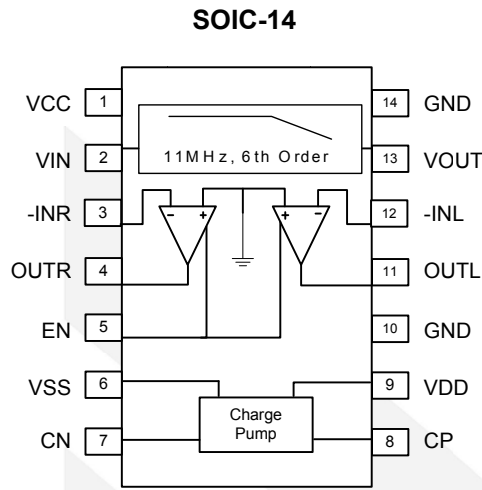 SOIC-14
VCC 1 14 GND
11MHz, 6th Order
VIN 2 13 VOUT
-INR 3 - + + - 12 -INL
OUTR 4 11 OUTL
EN 5 10 GND
VSS 6 9 VDD
Charge
Pump
CN 7 8 CP